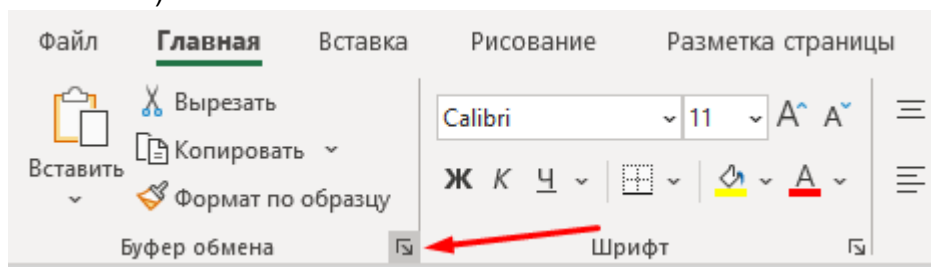 )
Файл Главная Вставка Рисование Разметка страницы
Вырезать
Calibri 11 А^ А˅
Копировать
Вставить
Ж К Ч А
Формат по образцу
Буфер обмена Шрифт